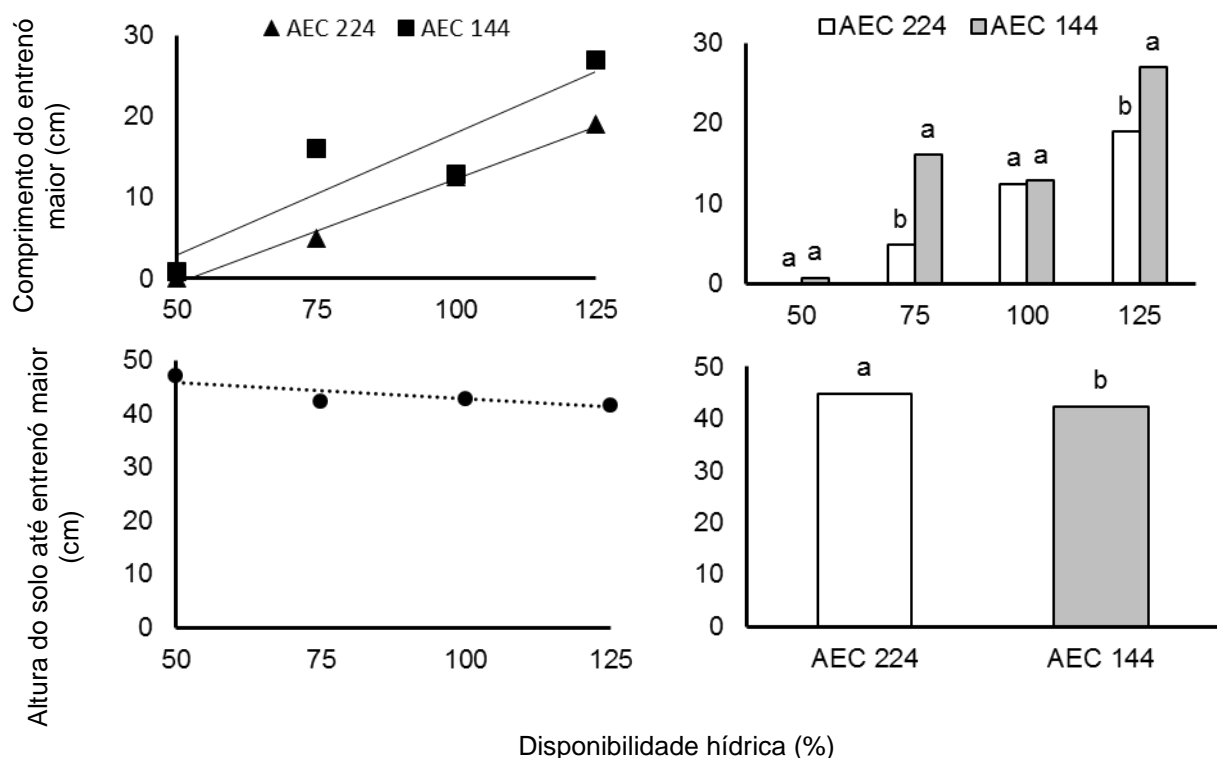 Comprimento do entrenó
maior (cm)
AEC 224 AEC 144
30
20
10
0
50 75 100 125
AEC 224 AEC 144
30
20
10
0
a a
b a
a a
b a
50 75 100 125
Altura do solo até entrenó maior
(cm)
50
40
30
20
10
0
50 75 100 125
50
40
30
20
10
0
a b
AEC 224 AEC 144
Disponibilidade hídrica (%)